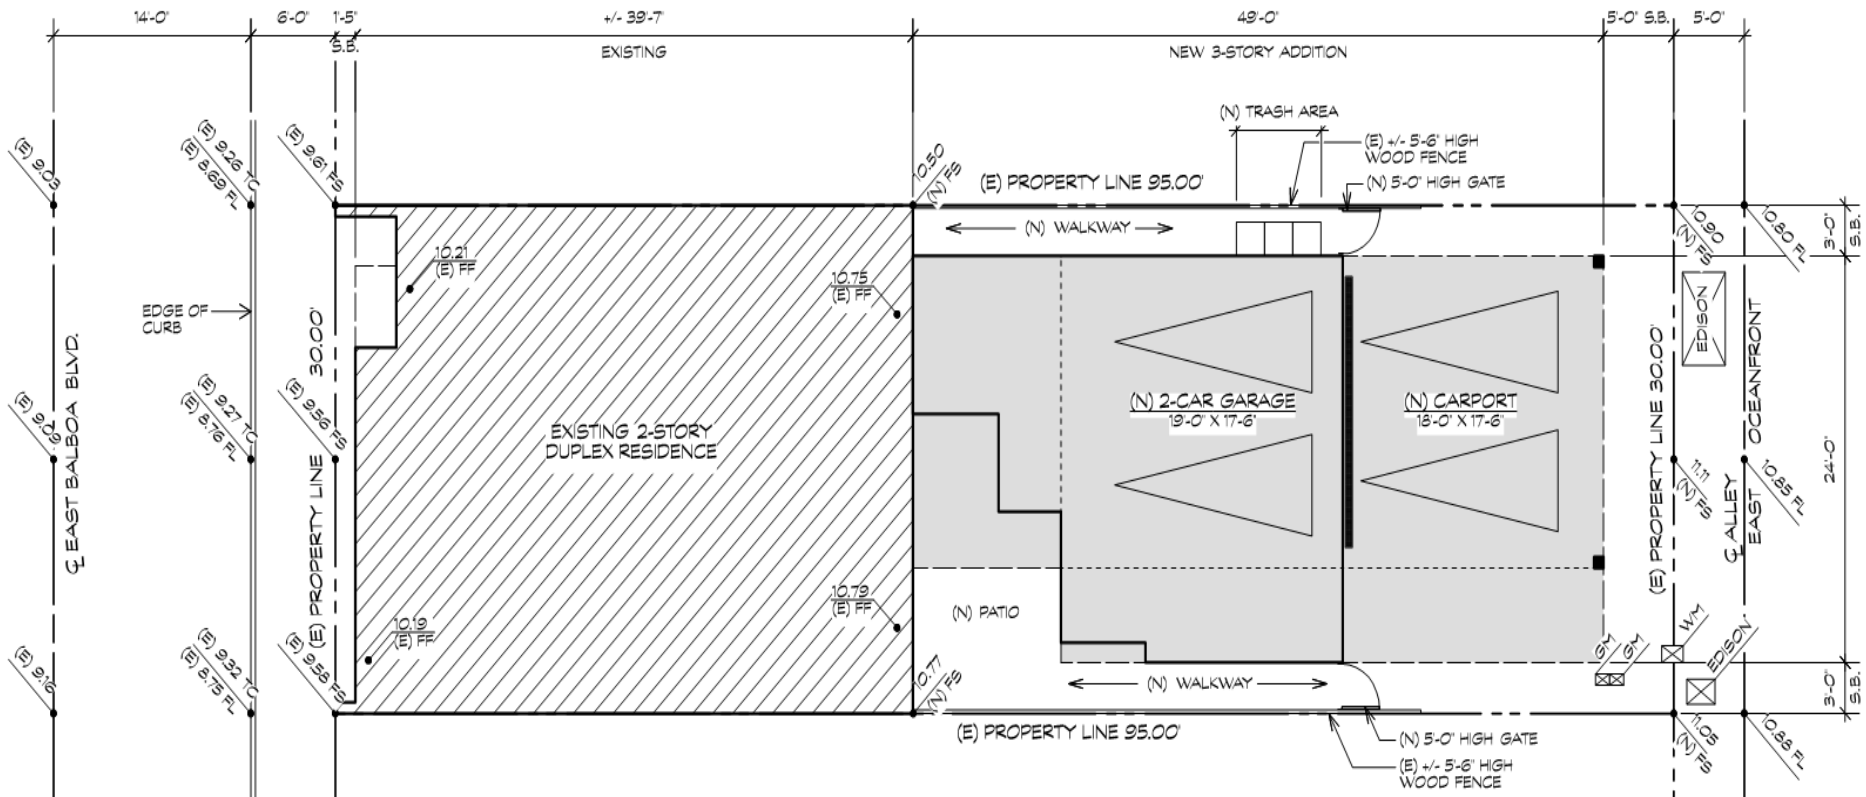 14'-0"
6'-0"
1'-5"
S.B.
+/- 39'-7"
EXISTING
49'-0"
NEW 3-STORY ADDITION
5'-0" S.B.
5'-0"
(N) TRASH AREA
(E) +/- 5'-6" HIGH
WOOD FENCE
(N) 5'-0" HIGH GATE
(E) PROPERTY LINE 95.00'
(E) 9.03
(E) 9.26 TC
(E) 8.69 FL
(E) 9.61 FS
10.50
(N) FS
10.90
(N) FS
10.80 FL
3'-0"
S.B.
(N) WALKWAY
10.21
(E) FF
10.75
(E) FF
EDGE OF
CURB
EDISON
℄ EAST BALBOA BLVD.
(E) PROPERTY LINE 30.00'
(E) 9.09
(E) 9.27 TC
(E) 8.76 FL
(E) 9.56 FS
EXISTING 2-STORY
DUPLEX RESIDENCE
(N) 2-CAR GARAGE
19'-0" X 17'-6"
(N) CARPORT
18'-0" X 17'-6"
(E) PROPERTY LINE 30.00'
℄ ALLEY
EAST OCEANFRONT
24'-0"
11.11
(N) FS
10.85 FL
10.79
(E) FF
10.19
(E) FF
(N) PATIO
(E) 9.16
(E) 9.32 TC
(E) 8.75 FL
(E) 9.58 FS
10.77
(N) FS
(N) WALKWAY
GM
GM
WM
EDISON
3'-0"
S.B.
(E) PROPERTY LINE 95.00'
(N) 5'-0" HIGH GATE
(E) +/- 5'-6" HIGH
WOOD FENCE
11.05
(N) FS
10.88 FL